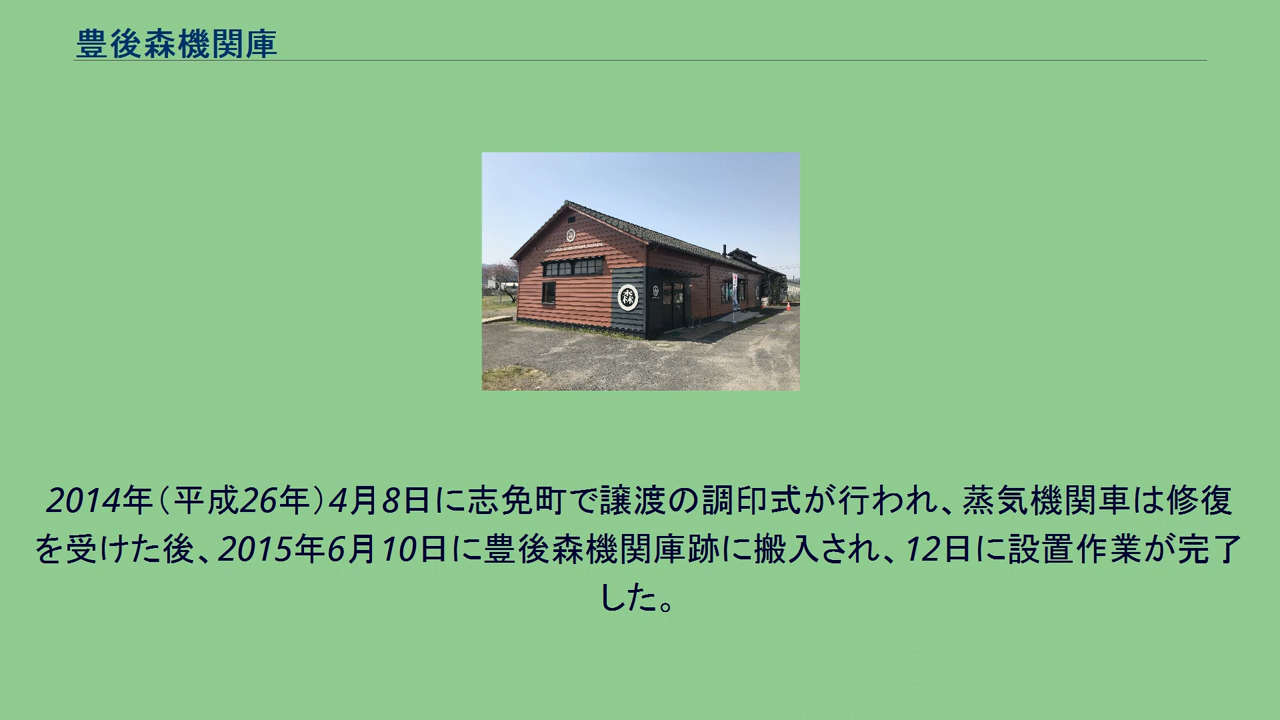 豊後森機関庫
森
2014年（平成26年）4月8日に志免町で譲渡の調印式が行われ、蒸気機関車は修復
を受けた後、2015年6月10日に豊後森機関庫跡に搬入され、12日に設置作業が完了
した。